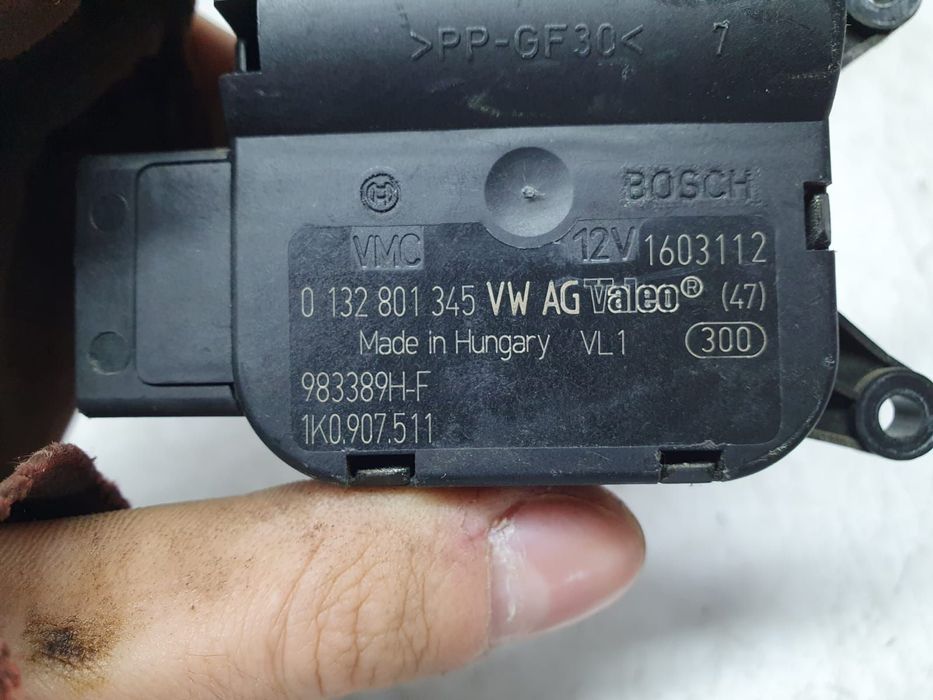 >PP-GF30< 7
BOSCH
VMC 12V 1603112
0 132 801 345 VW AG Valeo® (47)
Made in Hungary VL1 300
983389H-F
1K0.907.511